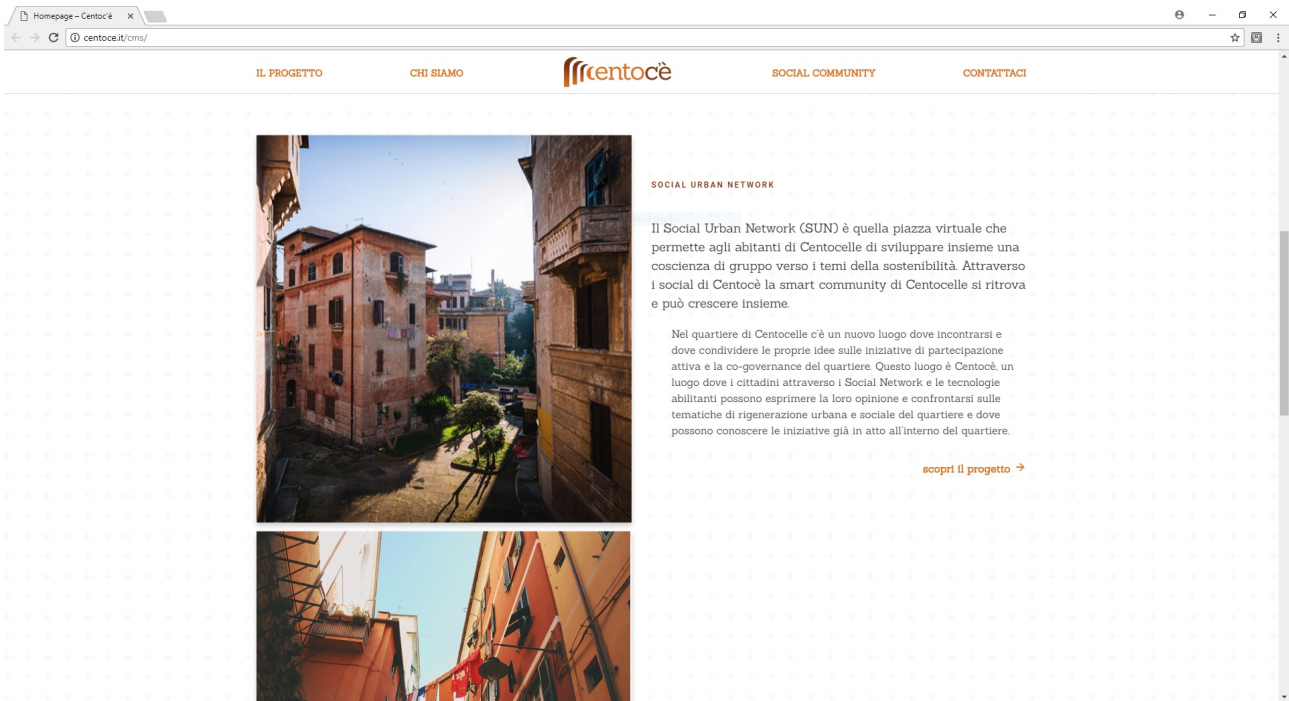 Homepage – Centoc'è
centoce.it/cms/
IL PROGETTO CHI SIAMO centocè SOCIAL COMMUNITY CONTATTACI
SOCIAL URBAN NETWORK
Il Social Urban Network (SUN) è quella piazza virtuale che
permette agli abitanti di Centocelle di sviluppare insieme una
coscienza di gruppo verso i temi della sostenibilità. Attraverso
i social di Centocè la smart community di Centocelle si ritrova
e può crescere insieme.
Nel quartiere di Centocelle c'è un nuovo luogo dove incontrarsi e
dove condividere le proprie idee sulle iniziative di partecipazione
attiva e la co-governance del quartiere. Questo luogo è Centocè, un
luogo dove i cittadini attraverso i Social Network e le tecnologie
abilitanti possono esprimere la loro opinione e confrontarsi sulle
tematiche di rigenerazione urbana e sociale del quartiere e dove
possono conoscere le iniziative già in atto all'interno del quartiere.
scopri il progetto →